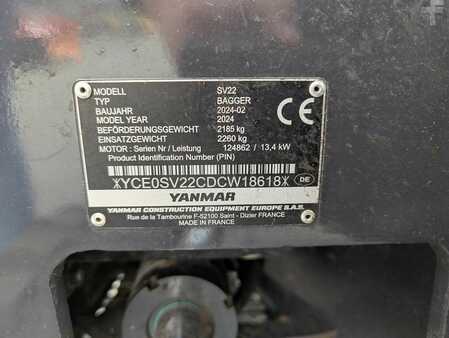 MODELL SV22
TYP BAGGER
BAUJAHR 2024-02
MODEL YEAR 2024
BEFÖRDERUNGSGEWICHT 2185 kg
EINSATZGEWICHT 2260 kg
MOTOR : Serien Nr / Leistung 124862 / 13,4 kW
Product Identification Number (PIN)
CE
*YCE0SV22CDCW18618* DE
YANMAR
YANMAR CONSTRUCTION EQUIPMENT EUROPE S.A.S.
Rue de la Tambourine F-52100 Saint - Dizier FRANCE
MADE IN FRANCE